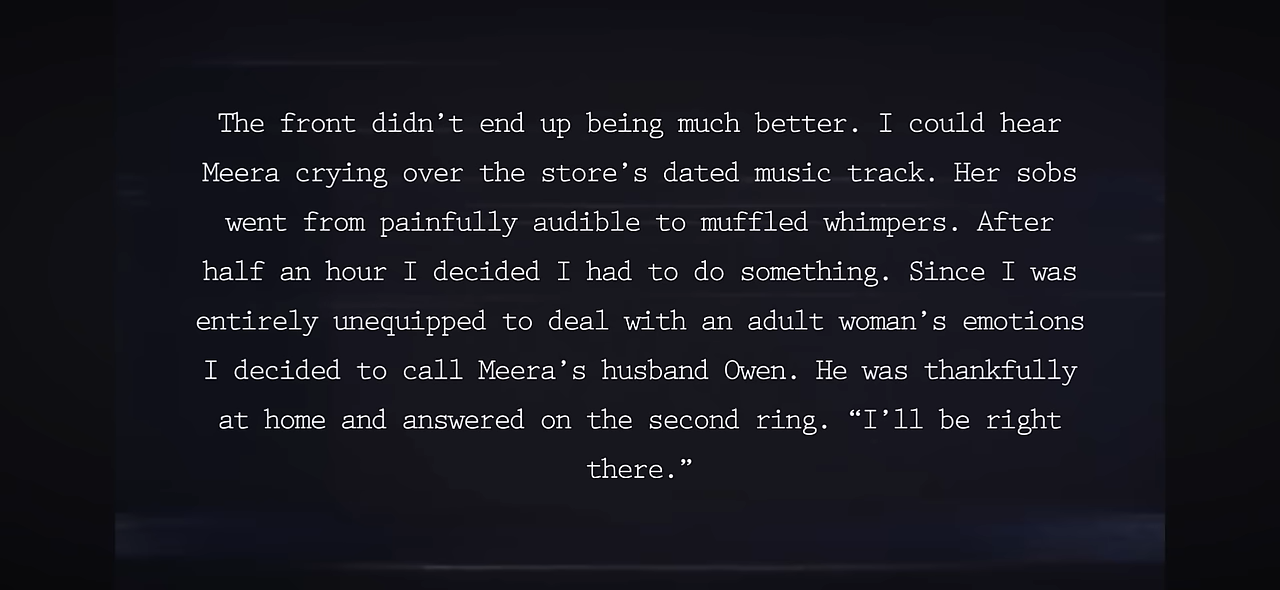 The front didn’t end up being much better. I could hear
Meera crying over the store’s dated music track. Her sobs
went from painfully audible to muffled whimpers. After
half an hour I decided I had to do something. Since I was
entirely unequipped to deal with an adult woman’s emotions
I decided to call Meera’s husband Owen. He was thankfully
at home and answered on the second ring. “I’ll be right
there.”